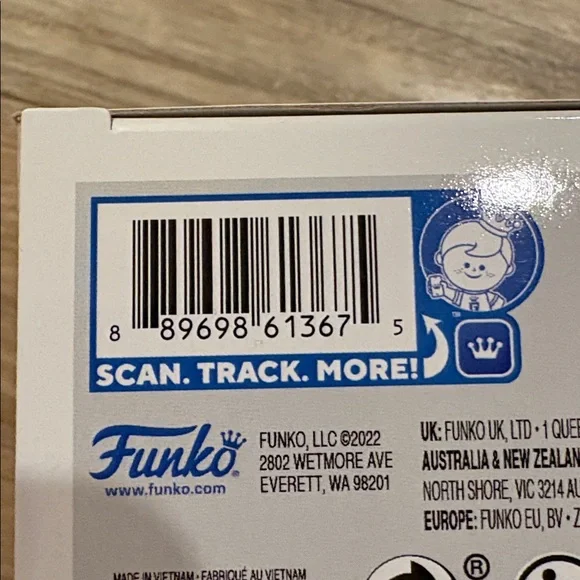 8 89698 61367 5
SCAN. TRACK. MORE!
TM
Funko
www.funko.com
FUNKO, LLC ©2022
2802 WETMORE AVE
EVERETT, WA 98201
UK: FUNKO UK, LTD • 1 QUEE
AUSTRALIA & NEW ZEALAN
NORTH SHORE, VIC 3214 AU
EUROPE: FUNKO EU, BV • Z
MADE IN VIETNAM • FABRIQUÉ AU VIETNAM
®